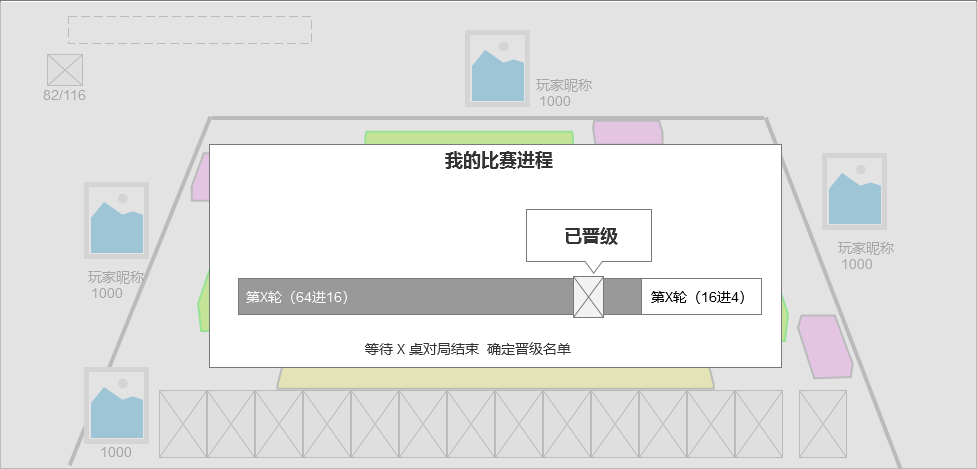 82/116
玩家昵称
1000
我的比赛进程
玩家昵称
1000
玩家昵称
1000
已晋级
第X轮（64进16）
第X轮（16进4）
等待 X 桌对局结束 确定晋级名单
1000